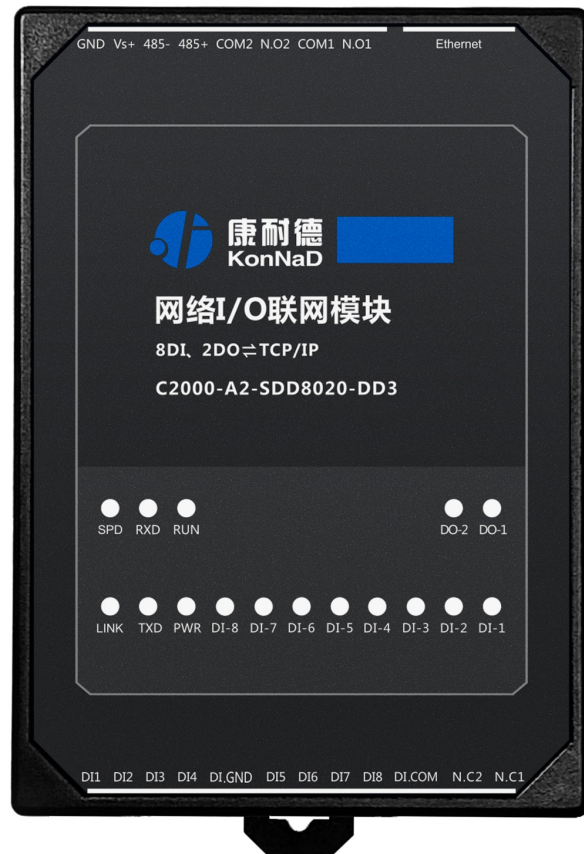 GND Vs+ 485- 485+ COM2 N.O2 COM1 N.O1 Ethernet
康耐德
KonNaD
网络I/O联网模块
8DI、2DO⇌TCP/IP
C2000-A2-SDD8020-DD3
SPD RXD RUN DO-2 DO-1
LINK TXD PWR DI-8 DI-7 DI-6 DI-5 DI-4 DI-3 DI-2 DI-1
DI1 DI2 DI3 DI4 DI.GND DI5 DI6 DI7 DI8 DI.COM N.C2 N.C1